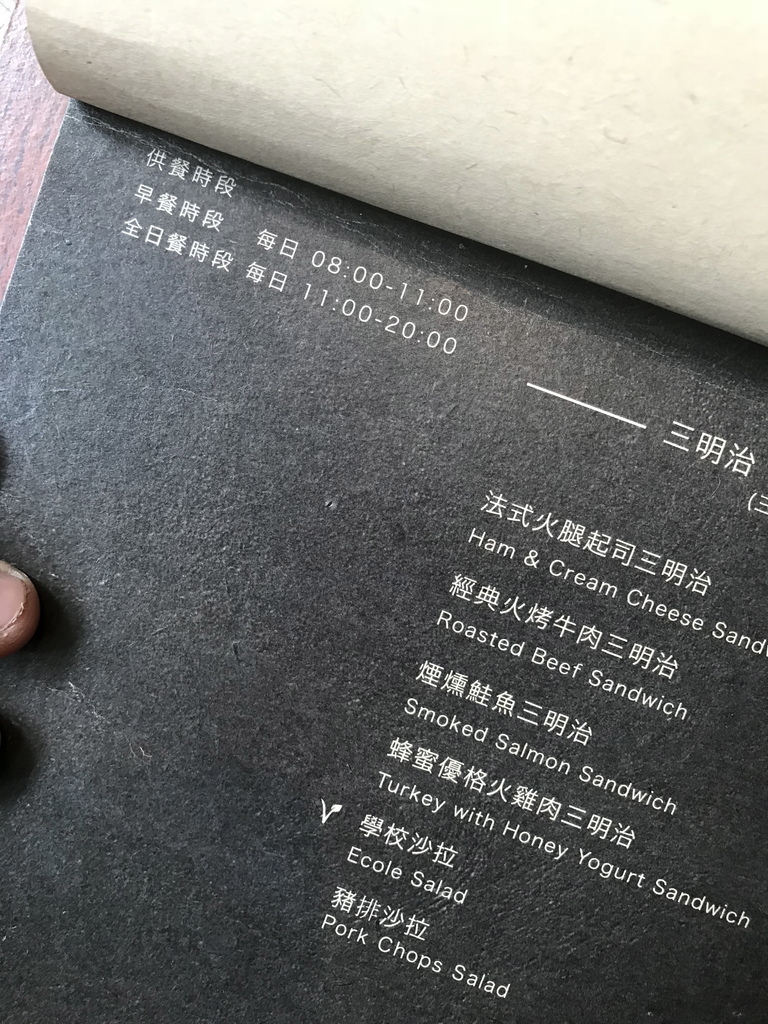 供餐時段
早餐時段 每日 08:00-11:00
全日餐時段 每日 11:00-20:00
三明治
(三
法式火腿起司三明治
Ham & Cream Cheese
經典火烤牛肉三明治
Roasted Beef Sandwich
煙燻鮭魚三明治
Smoked Salmon Sandwich
蜂蜜優格火雞肉三明治
Turkey with Honey Yogurt Sandwich
學校沙拉
Ecole Salad
豬排沙拉
Pork Chops Salad